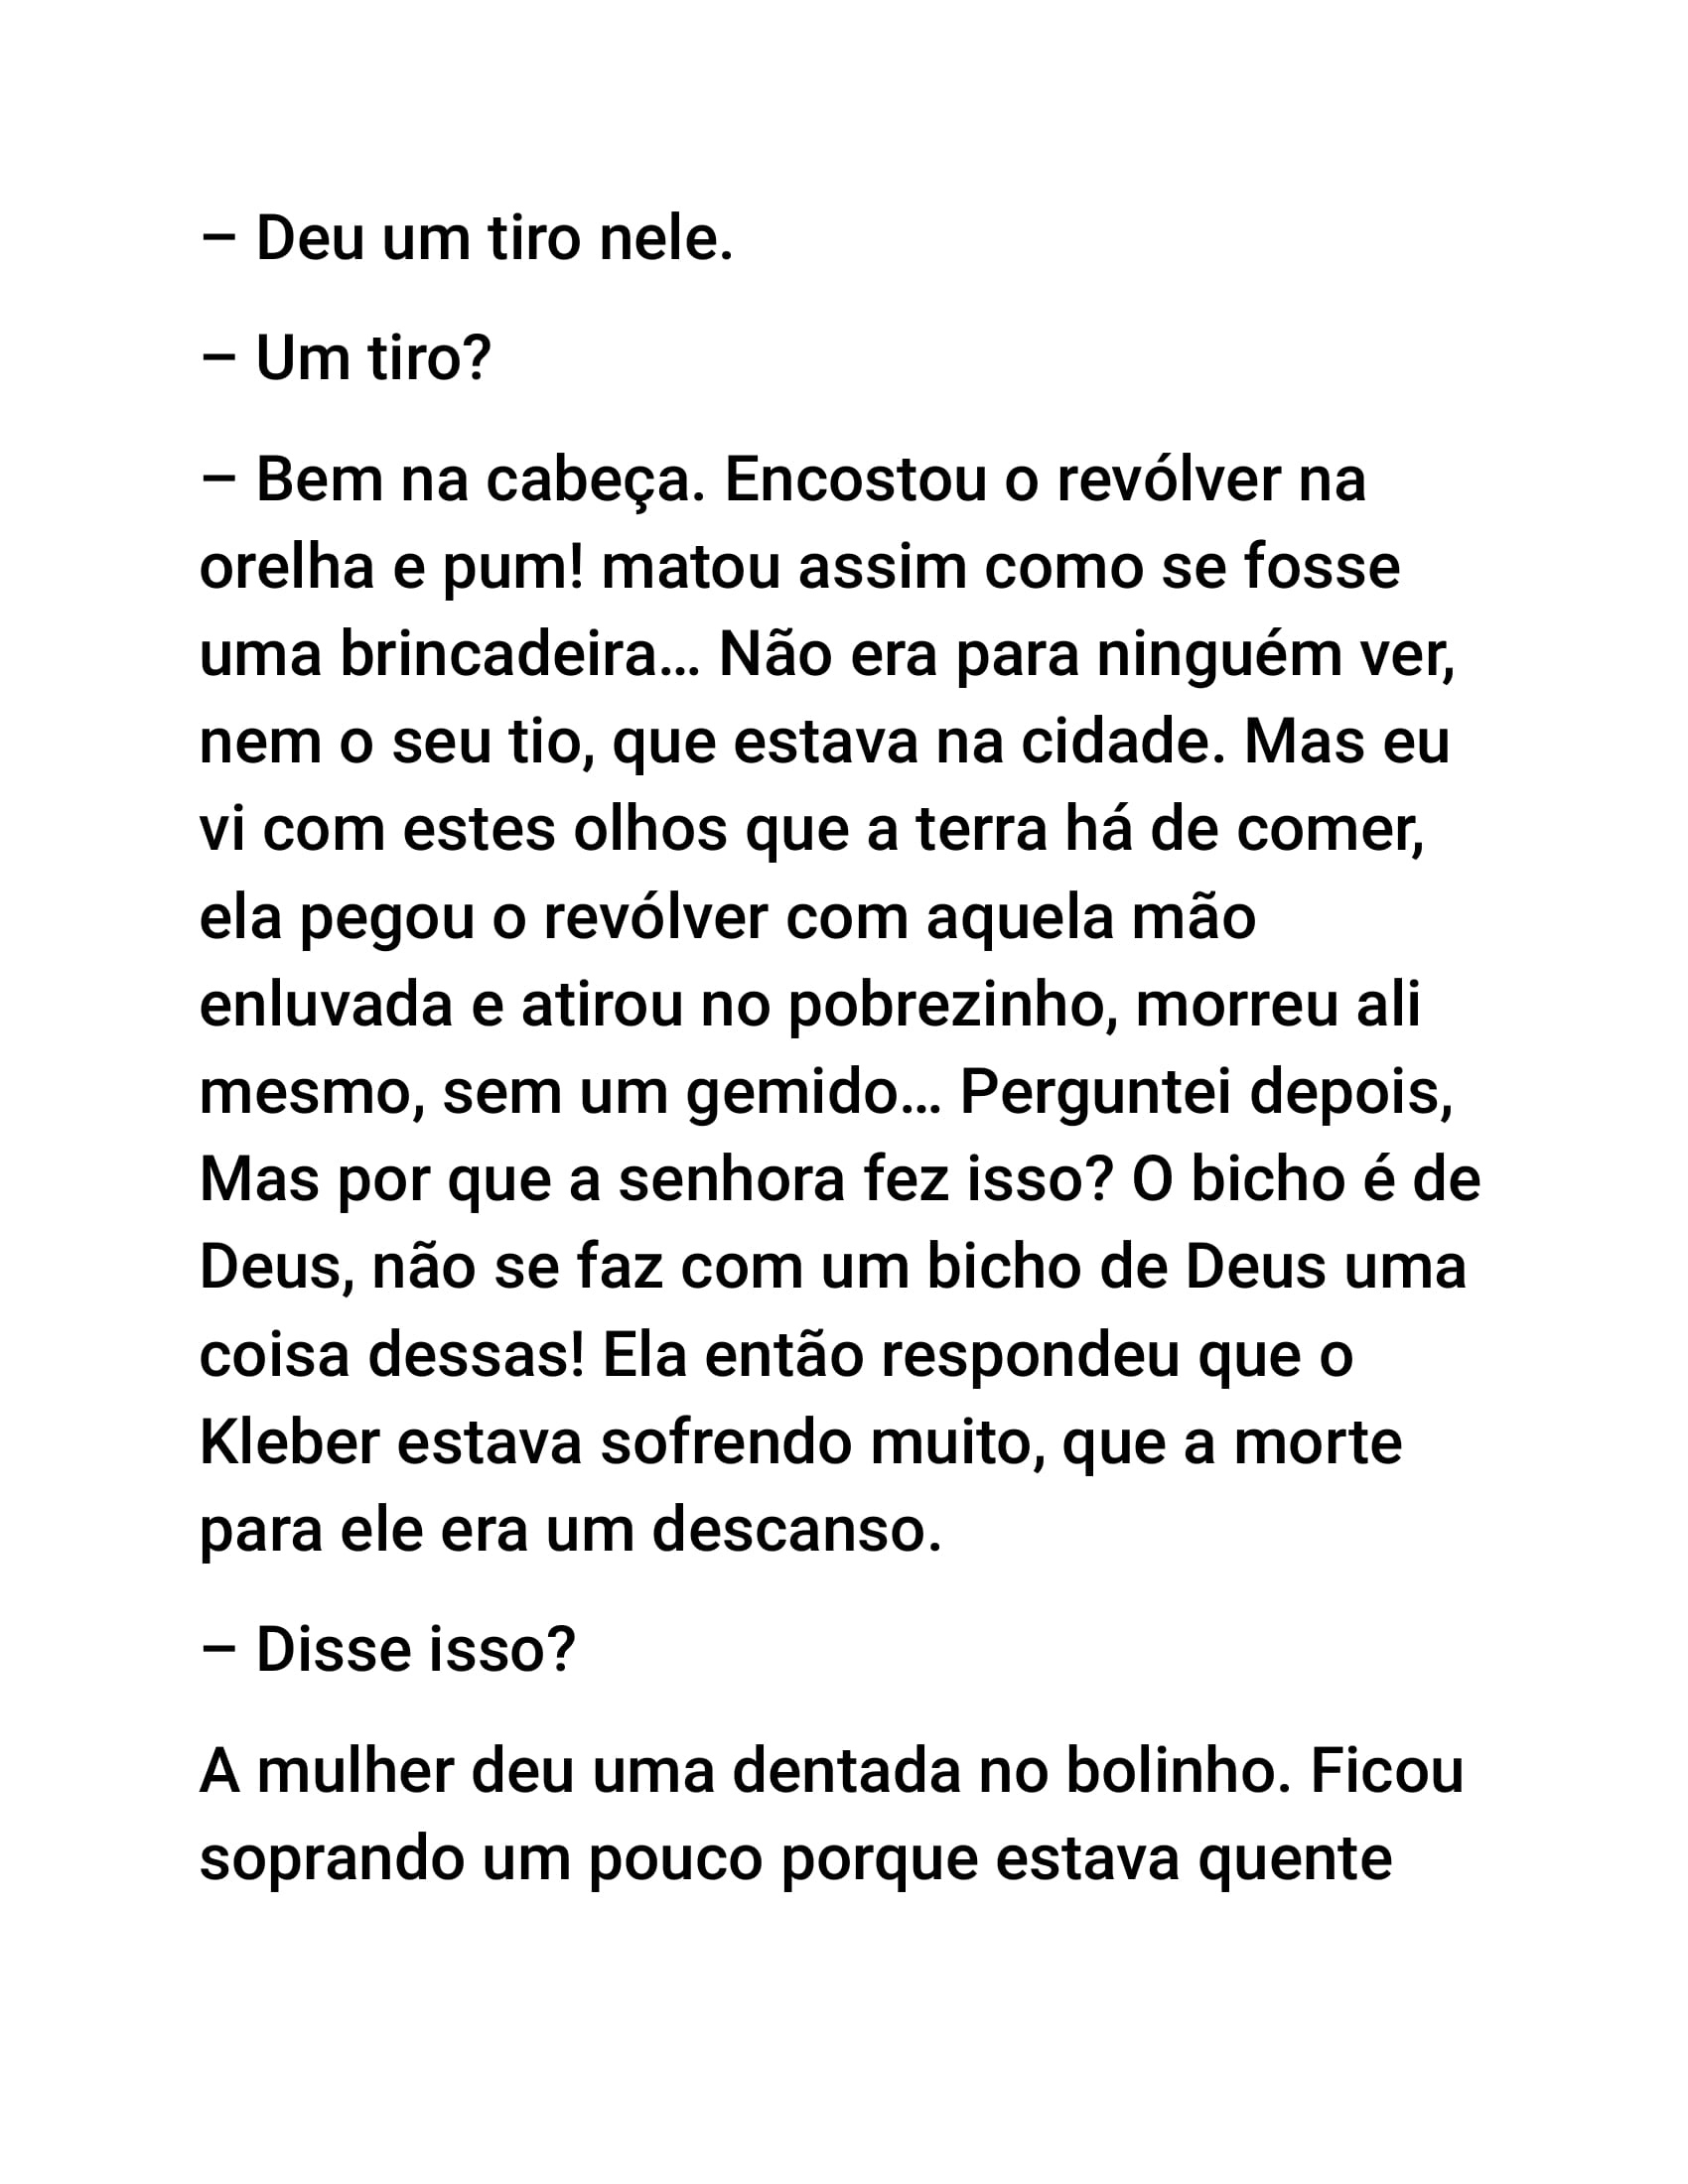 – Deu um tiro nele.
– Um tiro?
– Bem na cabeça. Encostou o revólver na
orelha e pum! matou assim como se fosse
uma brincadeira… Não era para ninguém ver,
nem o seu tio, que estava na cidade. Mas eu
vi com estes olhos que a terra há de comer,
ela pegou o revólver com aquela mão
enluvada e atirou no pobrezinho, morreu ali
mesmo, sem um gemido… Perguntei depois,
Mas por que a senhora fez isso? O bicho é de
Deus, não se faz com um bicho de Deus uma
coisa dessas! Ela então respondeu que o
Kleber estava sofrendo muito, que a morte
para ele era um descanso.
– Disse isso?
A mulher deu uma dentada no bolinho. Ficou
soprando um pouco porque estava quente